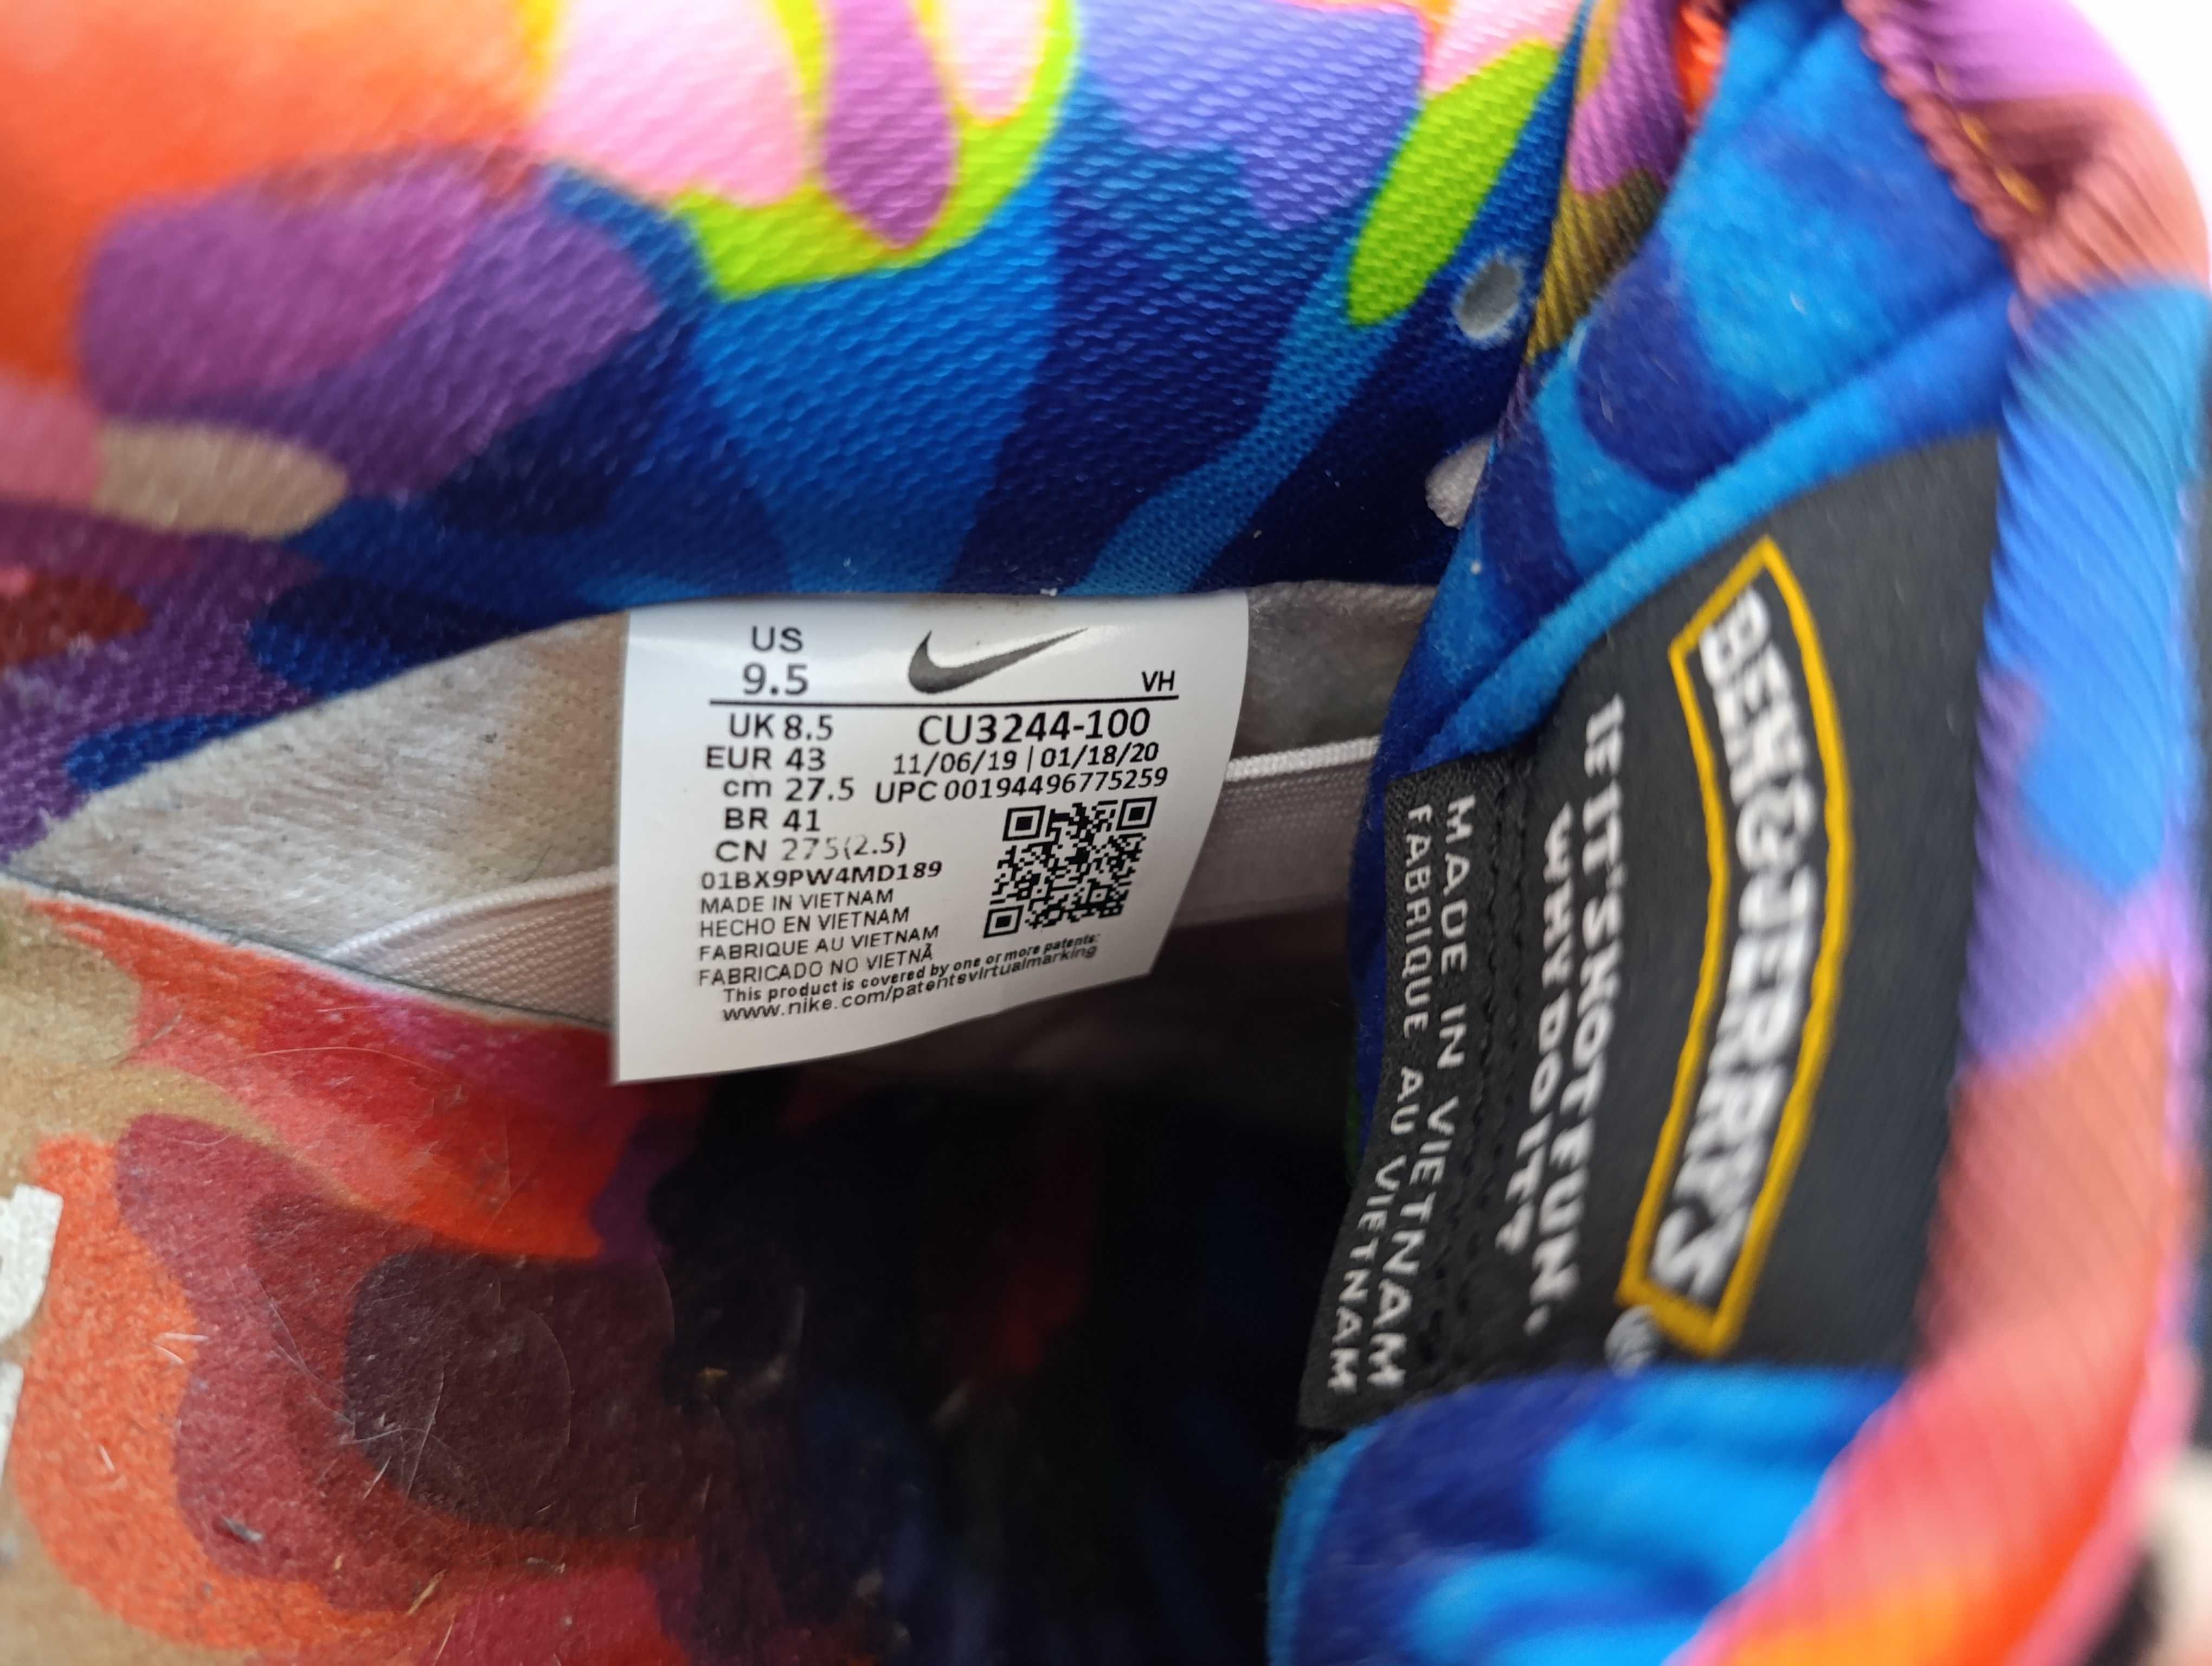 US
9.5
VH
UK 8.5
CU3244-100
EUR 43
11/06/19 | 01/18/20
cm 27.5
UPC 00194496775259
BR 41
CN 275(2.5)
01BX9PW4MD189
MADE IN VIETNAM
HECHO EN VIETNAM
FABRIQUE AU VIETNAM
FABRICADO NO VIETNÃ
This product is covered by one or more patents:
www.nike.com/patentsvirtualmarking
BEN&JERRY'S
IF IT'S NOT FUN,
WHY DO IT?
MADE IN VIETNAM
FABRIQUE AU VIETNAM